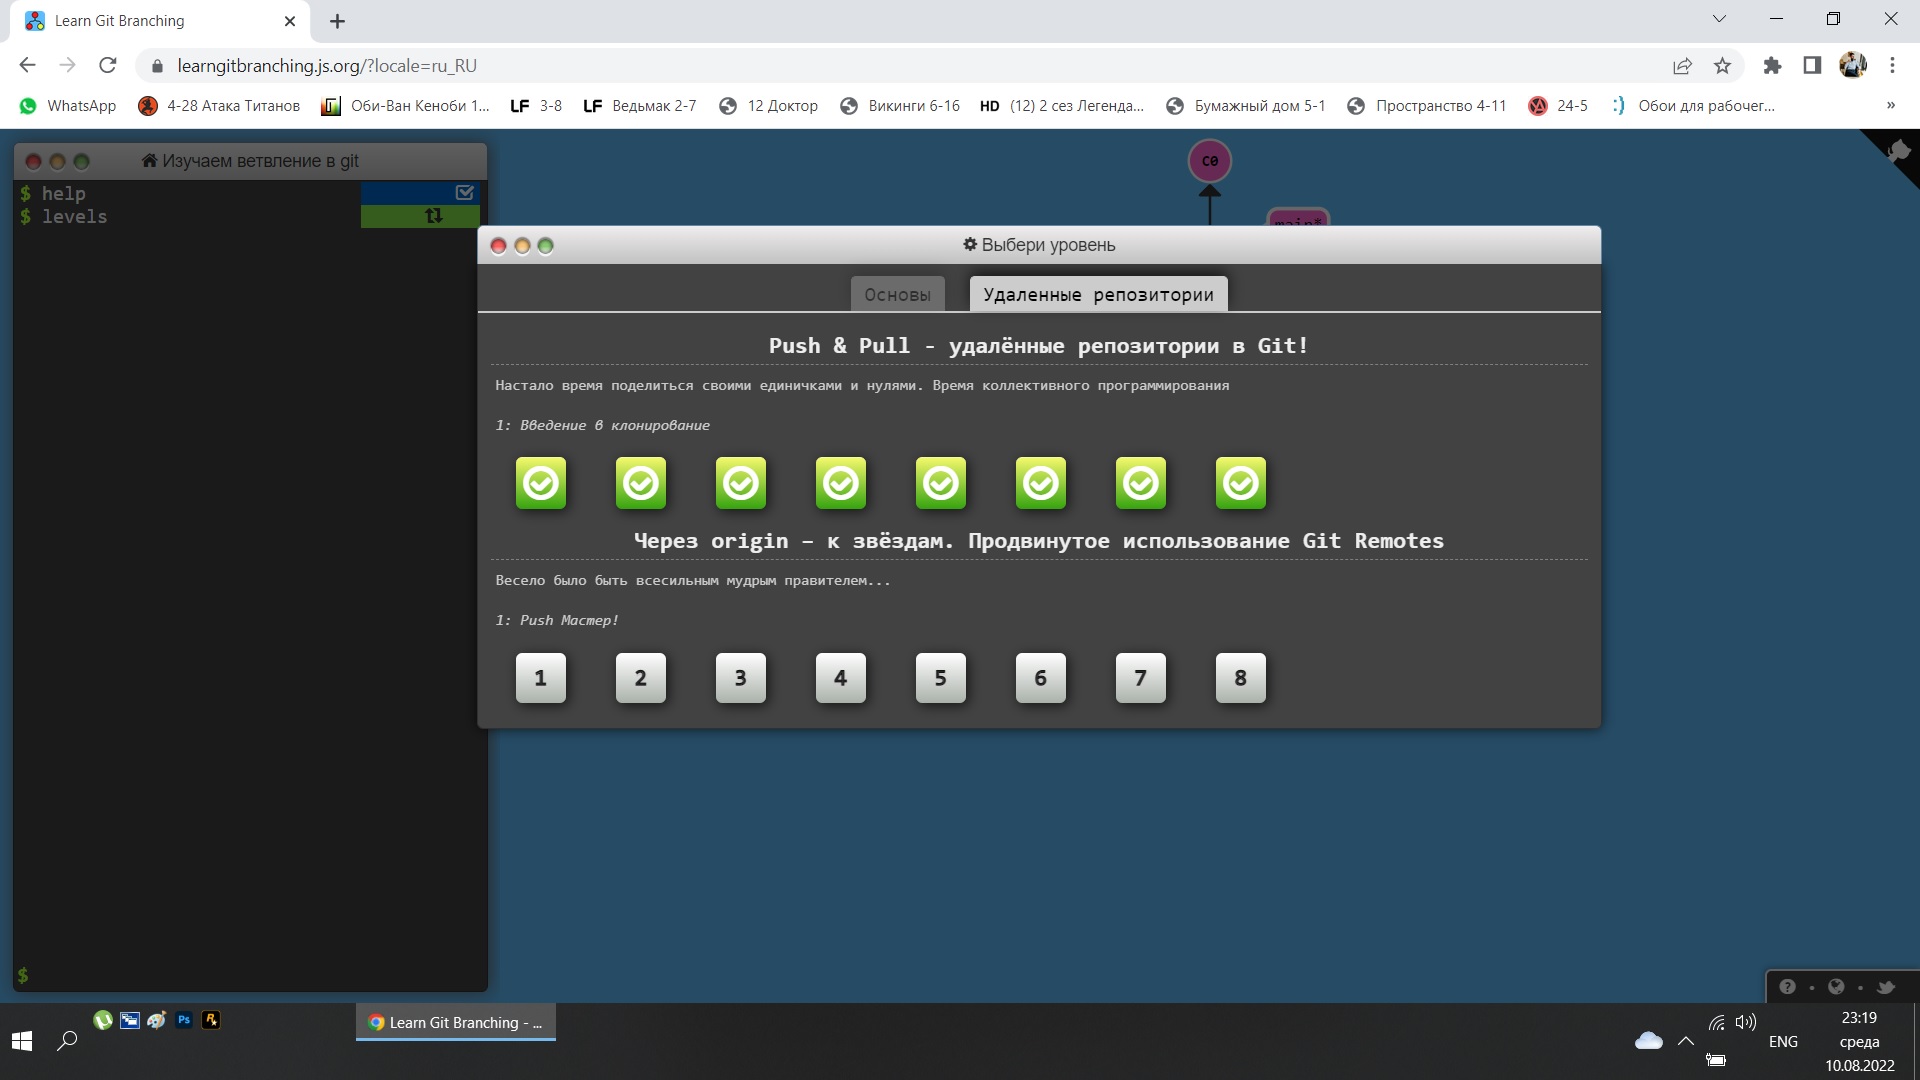 Learn Git Branching
learngitbranching.js.org/?locale=ru_RU
WhatsApp 4-28 Атака Титанов Оби-Ван Кеноби 1... LF 3-8 LF Ведьмак 2-7 12 Доктор Викинги 6-16 HD (12) 2 сез Легенда... Бумажный дом 5-1 Пространство 4-11 24-5 :) Обои для рабочег... »
Изучаем ветвление в git
$ help
$ levels
C0
main*
Выбери уровень
Основы Удаленные репозитории
Push & Pull - удалённые репозитории в Git!
Настало время поделиться своими единичками и нулями. Время коллективного программирования
1: Введение в клонирование
Через origin – к звёздам. Продвинутое использование Git Remotes
Весело было быть всесильным мудрым правителем...
1: Push Мастер!
1 2 3 4 5 6 7 8
$
Ps
Learn Git Branching - ...
ENG
23:19
среда
10.08.2022